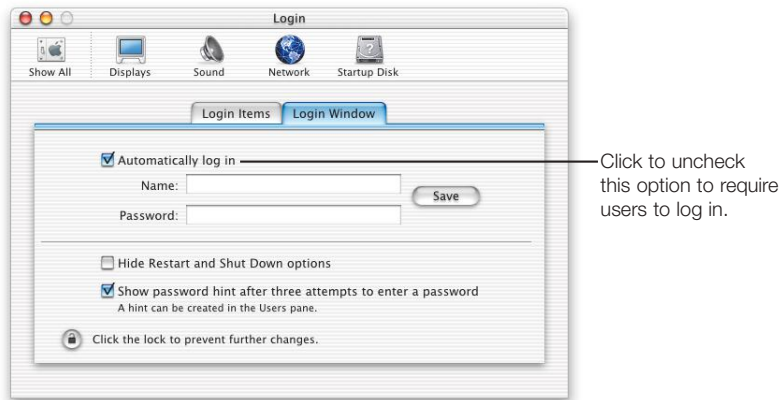 Login
Show All Displays Sound Network Startup Disk
Login Items Login Window
Automatically log in
Name:
Save
Password:
Hide Restart and Shut Down options
Show password hint after three attempts to enter a password
A hint can be created in the Users pane.
Click the lock to prevent further changes.
Click to uncheck
this option to require
users to log in.